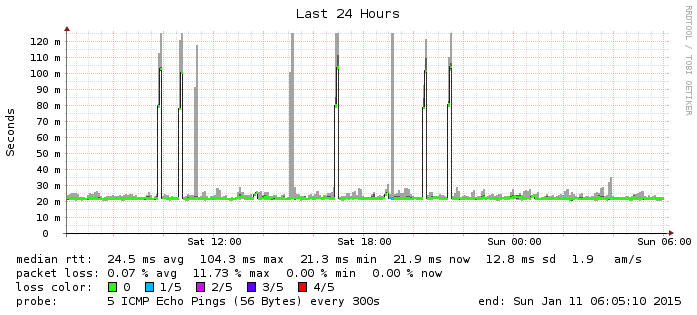 Last 24 Hours
RRDTOOL / TOBI OETIKER
Seconds
120 m
110 m
100 m
90 m
80 m
70 m
60 m
50 m
40 m
30 m
20 m
10 m
0
Sat 12:00 Sat 18:00 Sun 00:00 Sun 06:00
median rtt: 24.5 ms avg 104.3 ms max 21.3 ms min 21.9 ms now 12.8 ms sd 1.9 am/s
packet loss: 0.07 % avg 11.73 % max 0.00 % min 0.00 % now
loss color: 0 1/5 2/5 3/5 4/5
probe: 5 ICMP Echo Pings (56 Bytes) every 300s end: Sun Jan 11 06:05:10 2015